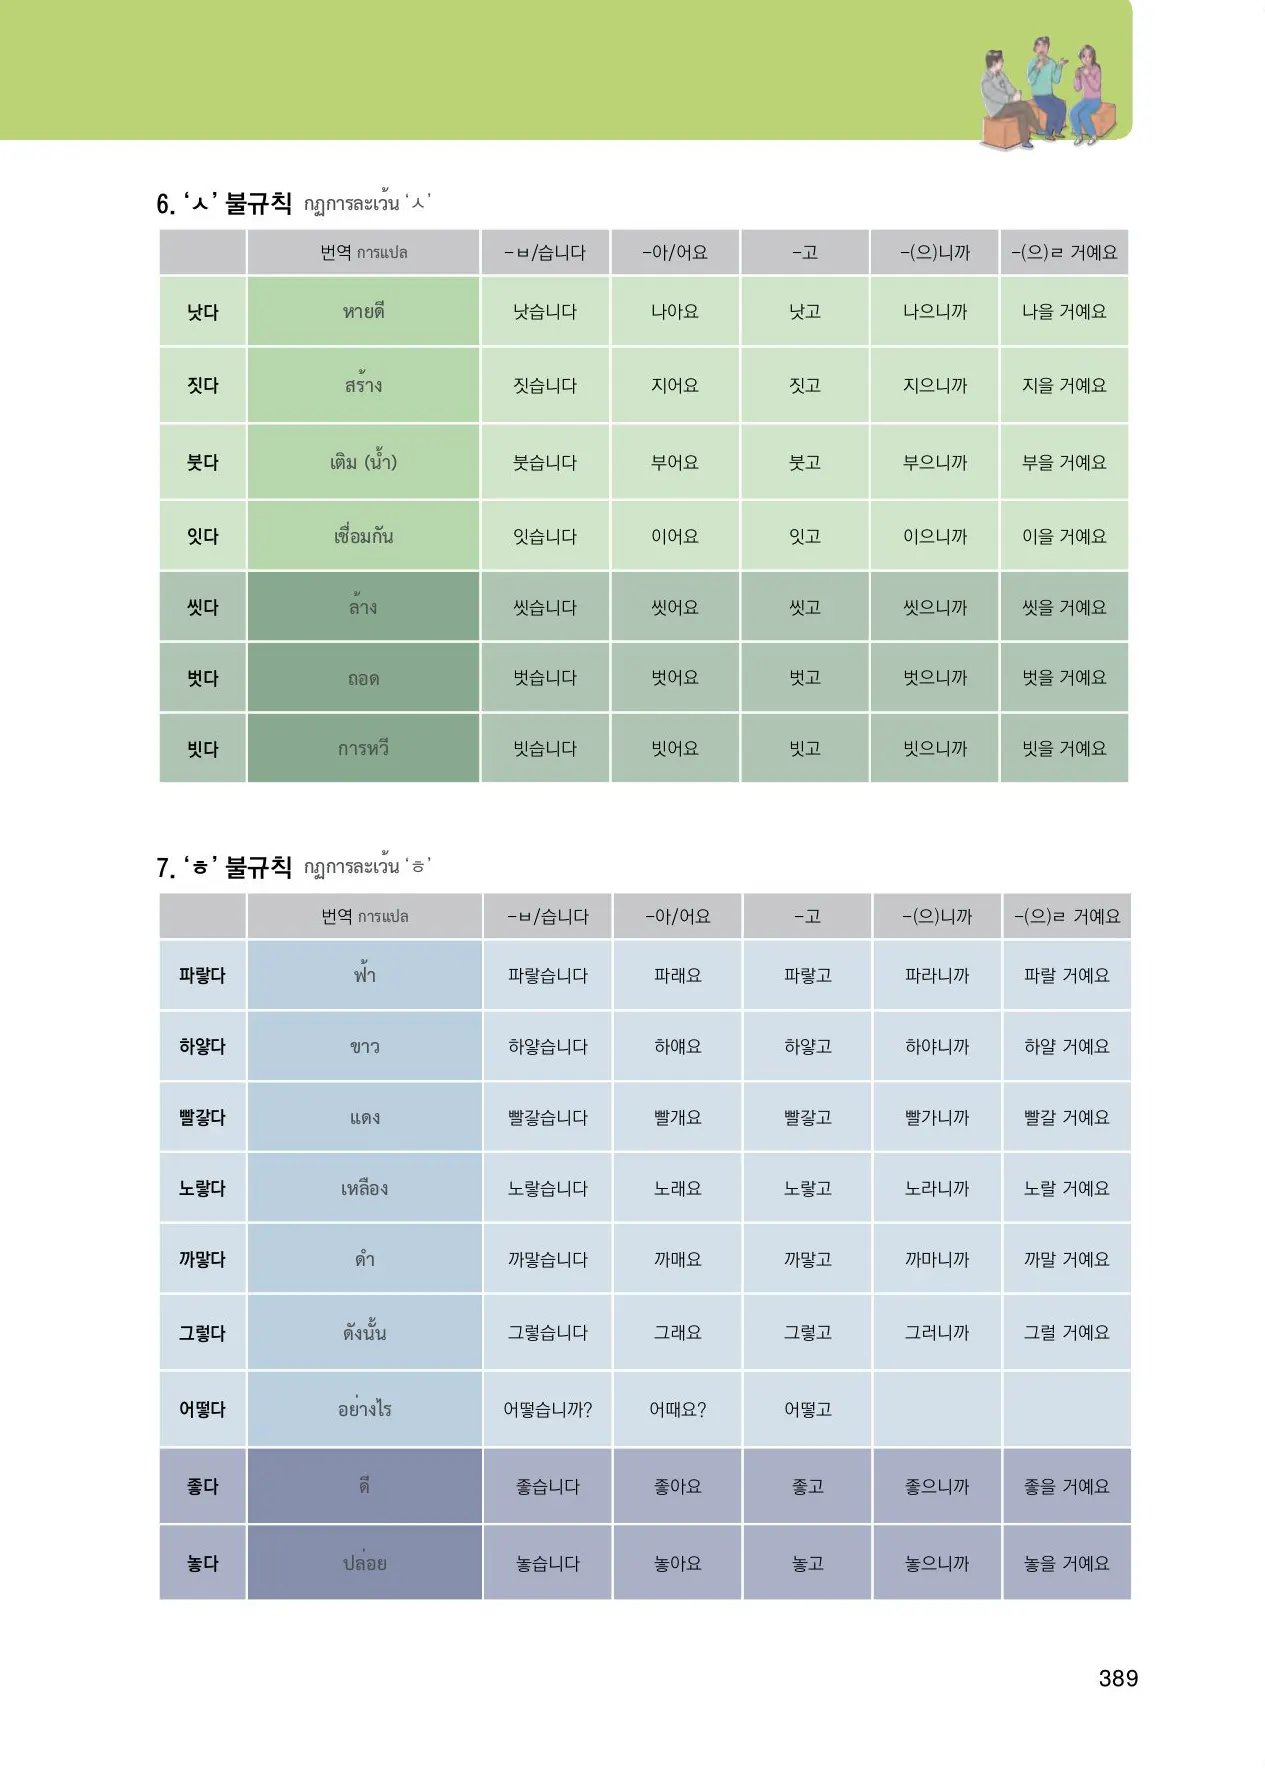 6. ‘ㅅ’ 불규칙 กฏการละเว้น ‘ㅅ’
번역 การแปล -ㅂ/습니다 -아/어요 -고 -(으)니까 -(으)ㄹ 거예요
낫다 หายดี 낫습니다 나아요 낫고 나으니까 나을 거예요
짓다 สร้าง 짓습니다 지어요 짓고 지으니까 지을 거예요
붓다 เติม (น้ำ) 붓습니다 부어요 붓고 부으니까 부을 거예요
잇다 เชื่อมกัน 잇습니다 이어요 잇고 이으니까 이을 거예요
씻다 ล้าง 씻습니다 씻어요 씻고 씻으니까 씻을 거예요
벗다 ถอด 벗습니다 벗어요 벗고 벗으니까 벗을 거예요
빗다 การหวี 빗습니다 빗어요 빗고 빗으니까 빗을 거예요
7. ‘ㅎ’ 불규칙 กฏการละเว้น ‘ㅎ’
번역 การแปล -ㅂ/습니다 -아/어요 -고 -(으)니까 -(으)ㄹ 거예요
파랗다 ฟ้า 파랗습니다 파래요 파랗고 파라니까 파랄 거예요
하얗다 ขาว 하얗습니다 하얘요 하얗고 하야니까 하얄 거예요
빨갛다 แดง 빨갛습니다 빨개요 빨갛고 빨가니까 빨갈 거예요
노랗다 เหลือง 노랗습니다 노래요 노랗고 노라니까 노랄 거예요
까맣다 ดำ 까맣습니다 까매요 까맣고 까마니까 까말 거예요
그렇다 ดังนั้น 그렇습니다 그래요 그렇고 그러니까 그럴 거예요
어떻다 อย่างไร 어떻습니까? 어때요? 어떻고
좋다 ดี 좋습니다 좋아요 좋고 좋으니까 좋을 거예요
놓다 ปล่อย 놓습니다 놓아요 놓고 놓으니까 놓을 거예요
389